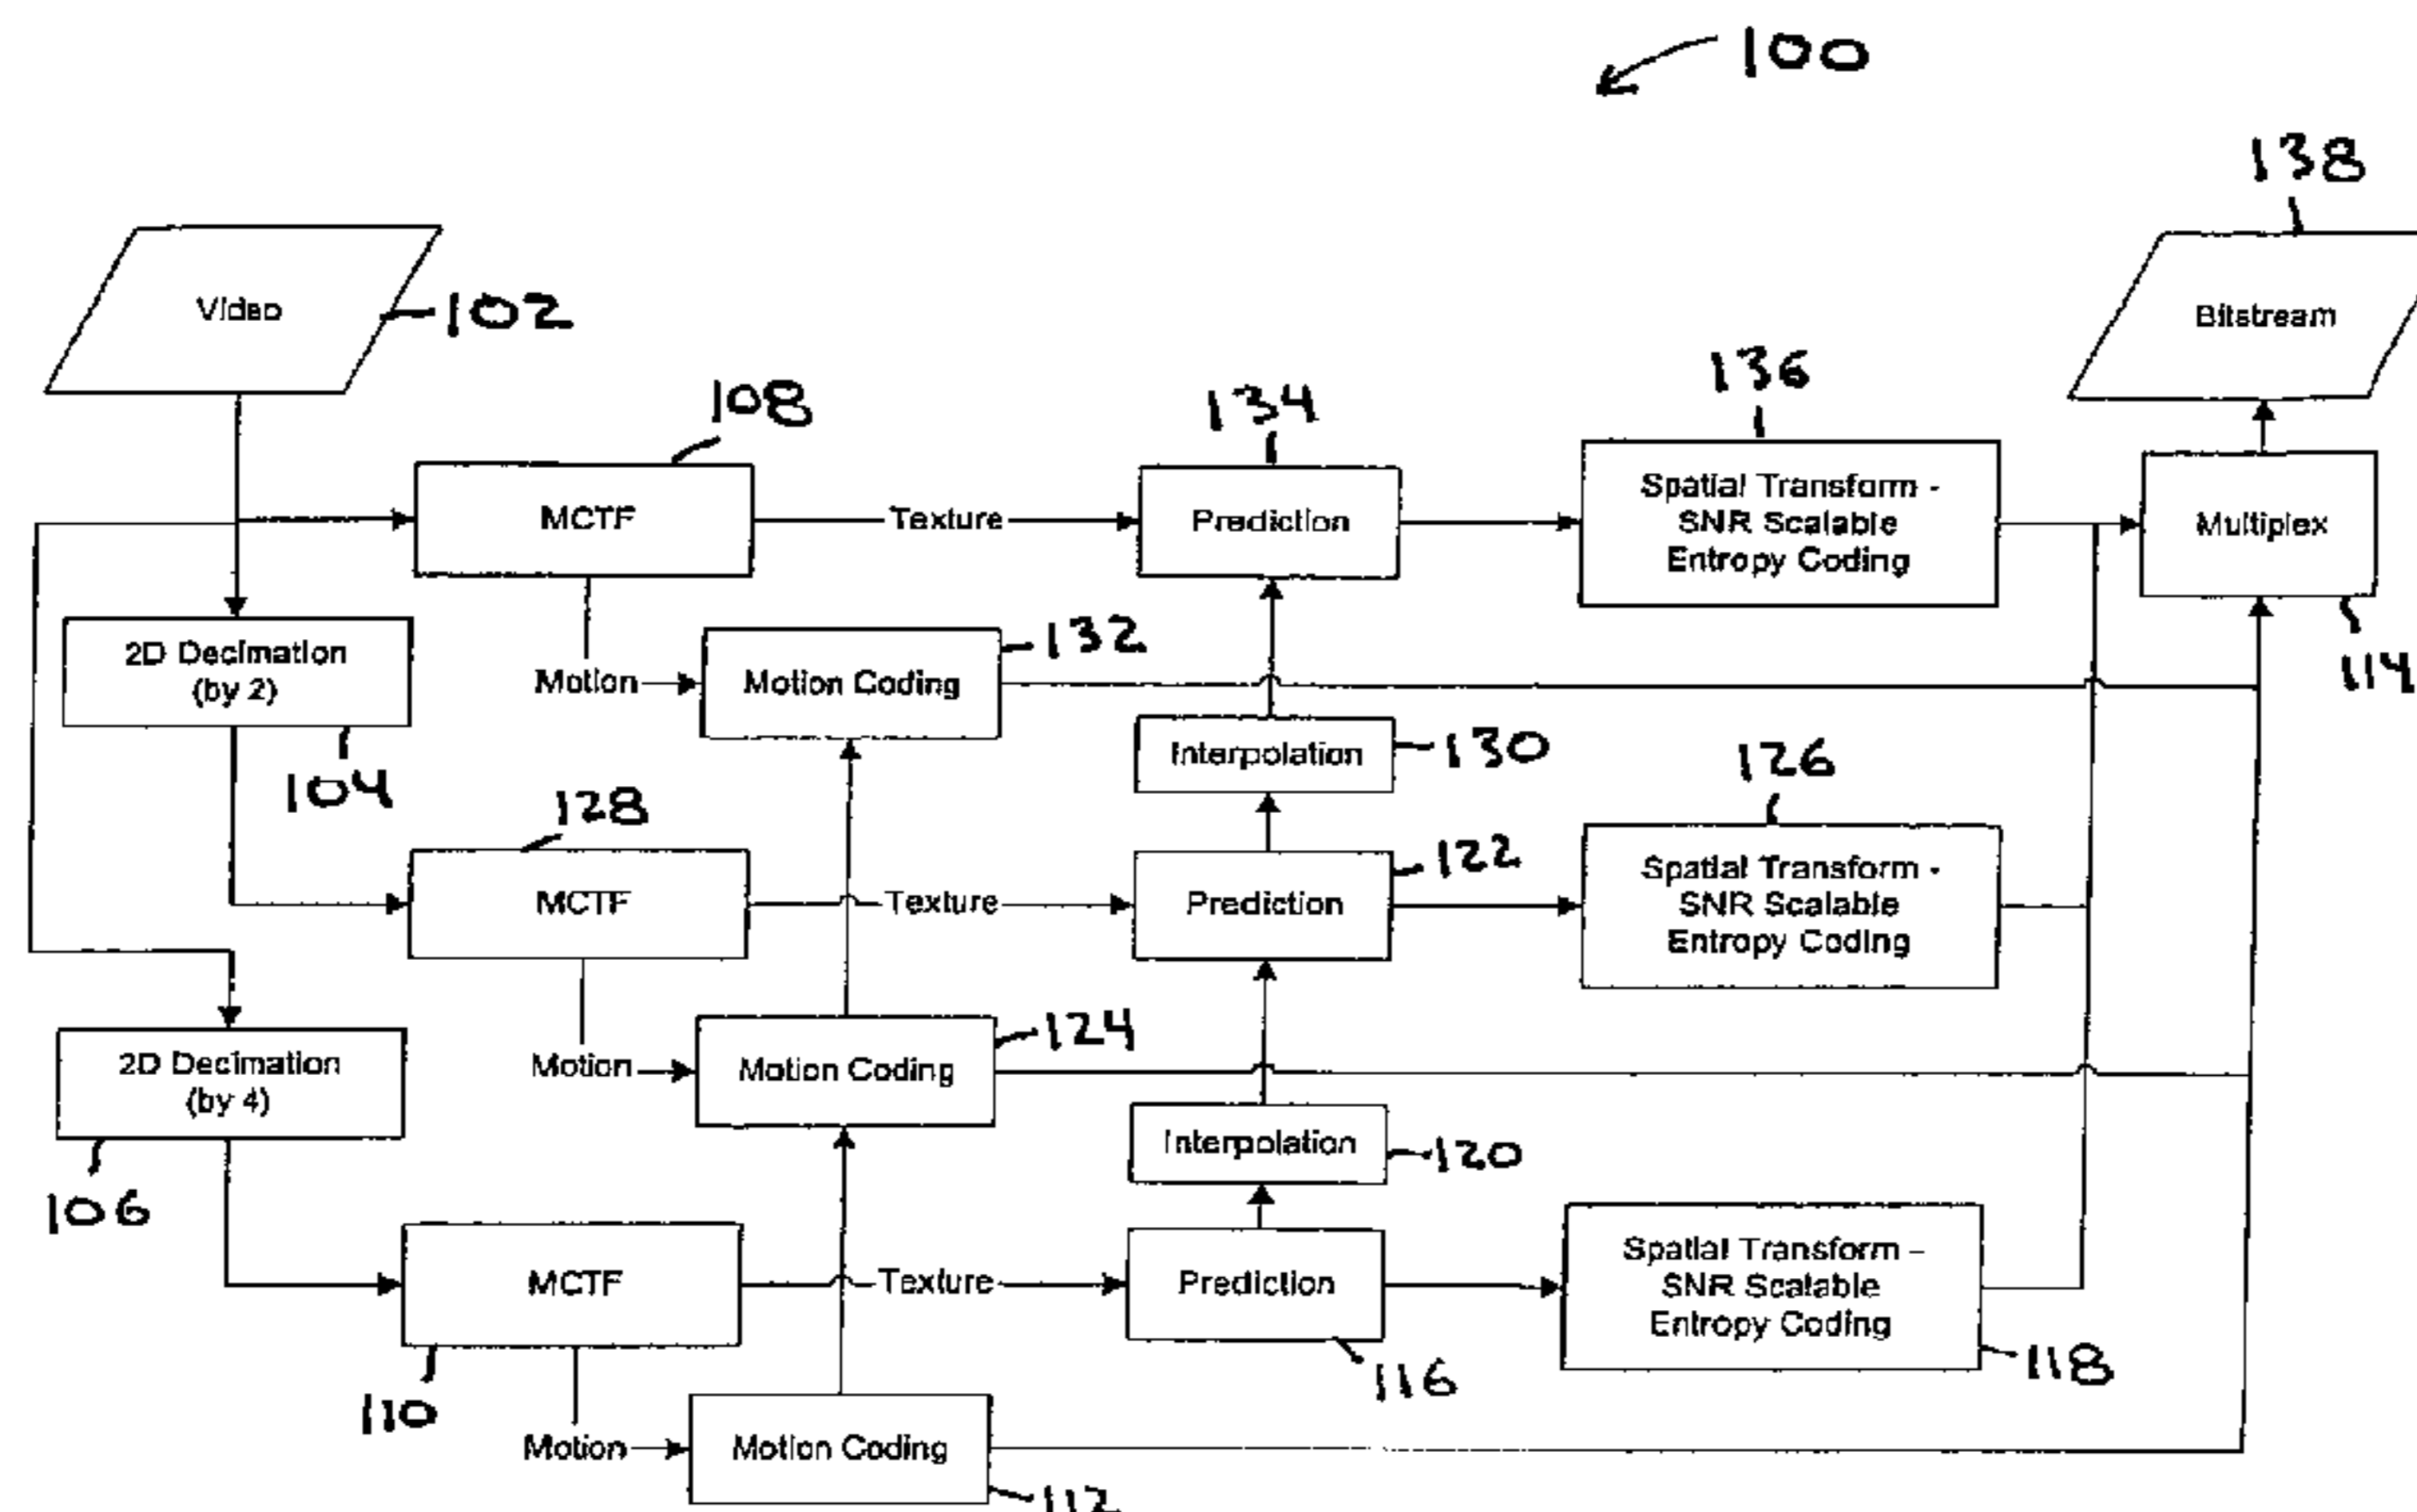 100
138
Video
102
Bitstream
108
134
136
MCTF
Texture
Prediction
Spatial Transform -
SNR Scalable
Entropy Coding
Multiplex
114
2D Decimation
(by 2)
104
Motion
Motion Coding
132
Interpolation
130
128
126
MCTF
Texture
Prediction
122
Spatial Transform -
SNR Scalable
Entropy Coding
Motion
Motion Coding
124
2D Decimation
(by 4)
106
Interpolation
120
MCTF
110
Texture
Prediction
116
Spatial Transform –
SNR Scalable
Entropy Coding
118
Motion
Motion Coding
112